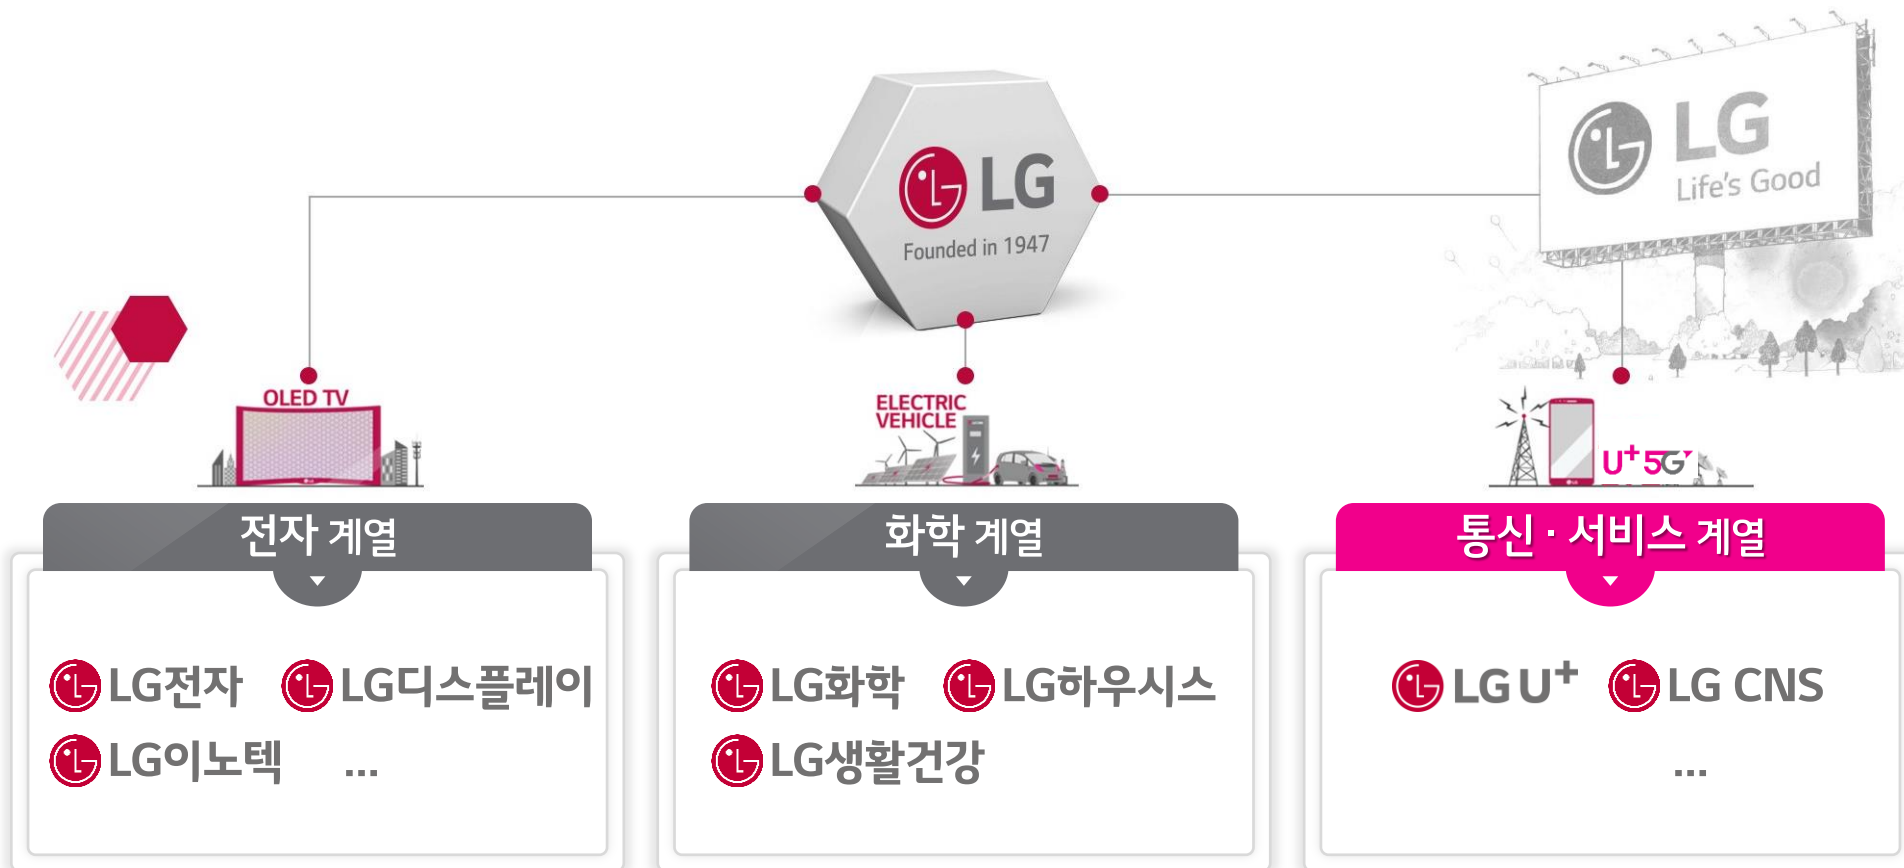 LG
Founded in 1947
LG
Life's Good
OLED TV
ELECTRIC
VEHICLE
U+5G
전자 계열
화학 계열
통신 · 서비스 계열
LG전자
LG디스플레이
LG이노텍
...
LG화학
LG하우시스
LG생활건강
LG U+
LG CNS
...